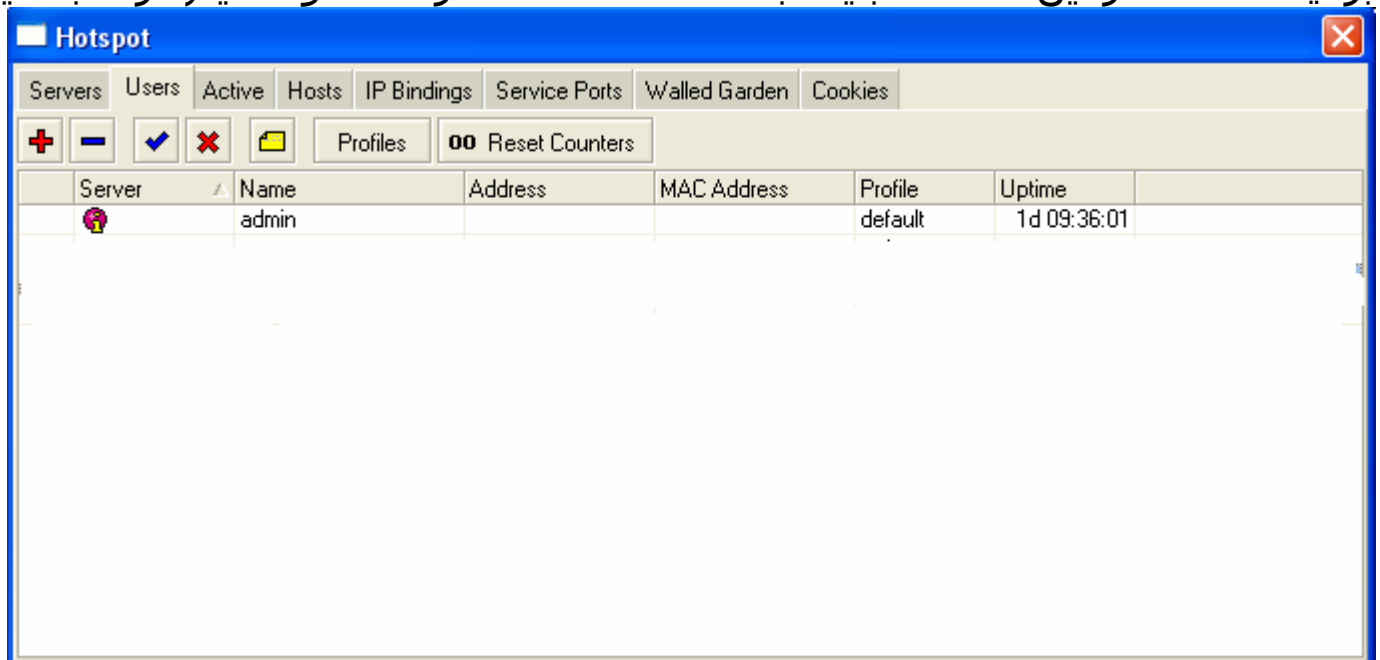 Hotspot
Servers Users Active Hosts IP Bindings Service Ports Walled Garden Cookies
Profiles 00 Reset Counters
Server Name Address MAC Address Profile Uptime
admin default 1d 09:36:01